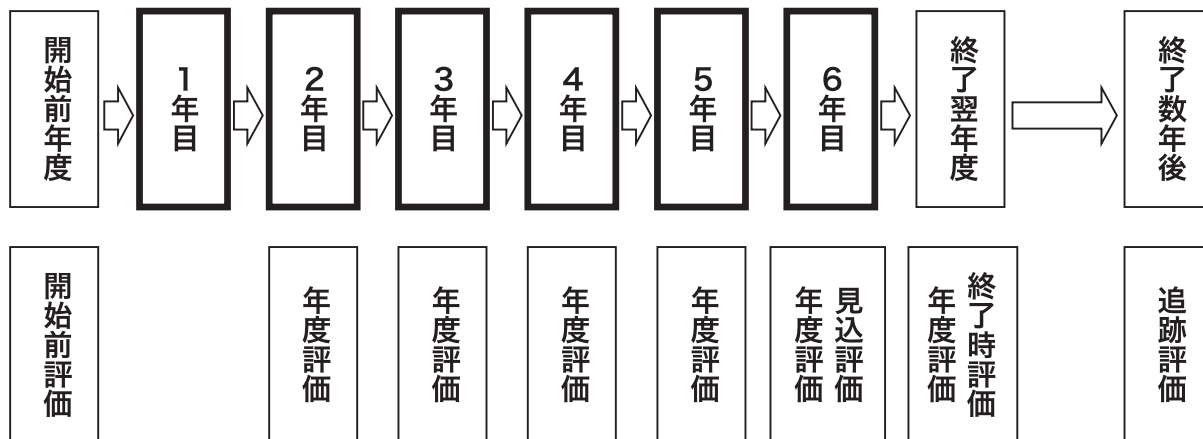 開始前年度
1年目
2年目
3年目
4年目
5年目
6年目
終了翌年度
終了数年後
開始前評価
年度評価
年度評価
年度評価
年度評価
見込評価
年度評価
終了時評価
年度評価
追跡評価